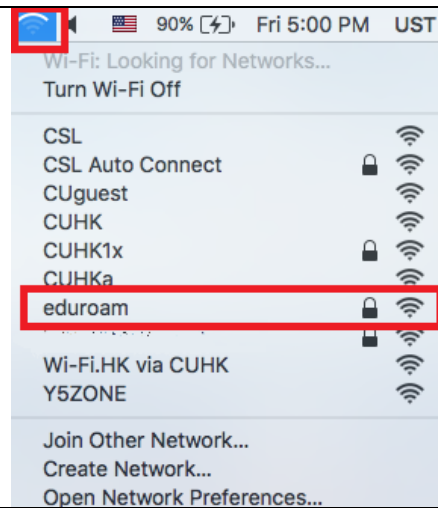 90% Fri 5:00 PM UST
Wi-Fi: Looking for Networks...
Turn Wi-Fi Off
CSL
CSL Auto Connect
CUguest
CUHK
CUHK1x
CUHKa
eduroam
Wi-Fi.HK via CUHK
Y5ZONE
Join Other Network...
Create Network...
Open Network Preferences...